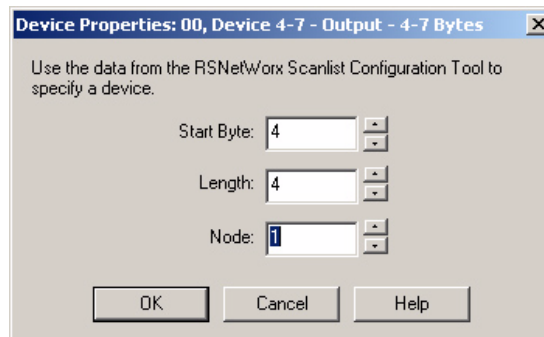 Device Properties: 00, Device 4-7 - Output - 4-7 Bytes
Use the data from the RSNetWorx Scanlist Configuration Tool to
specify a device.
Start Byte: 4
Length: 4
Node: 1
OK Cancel Help